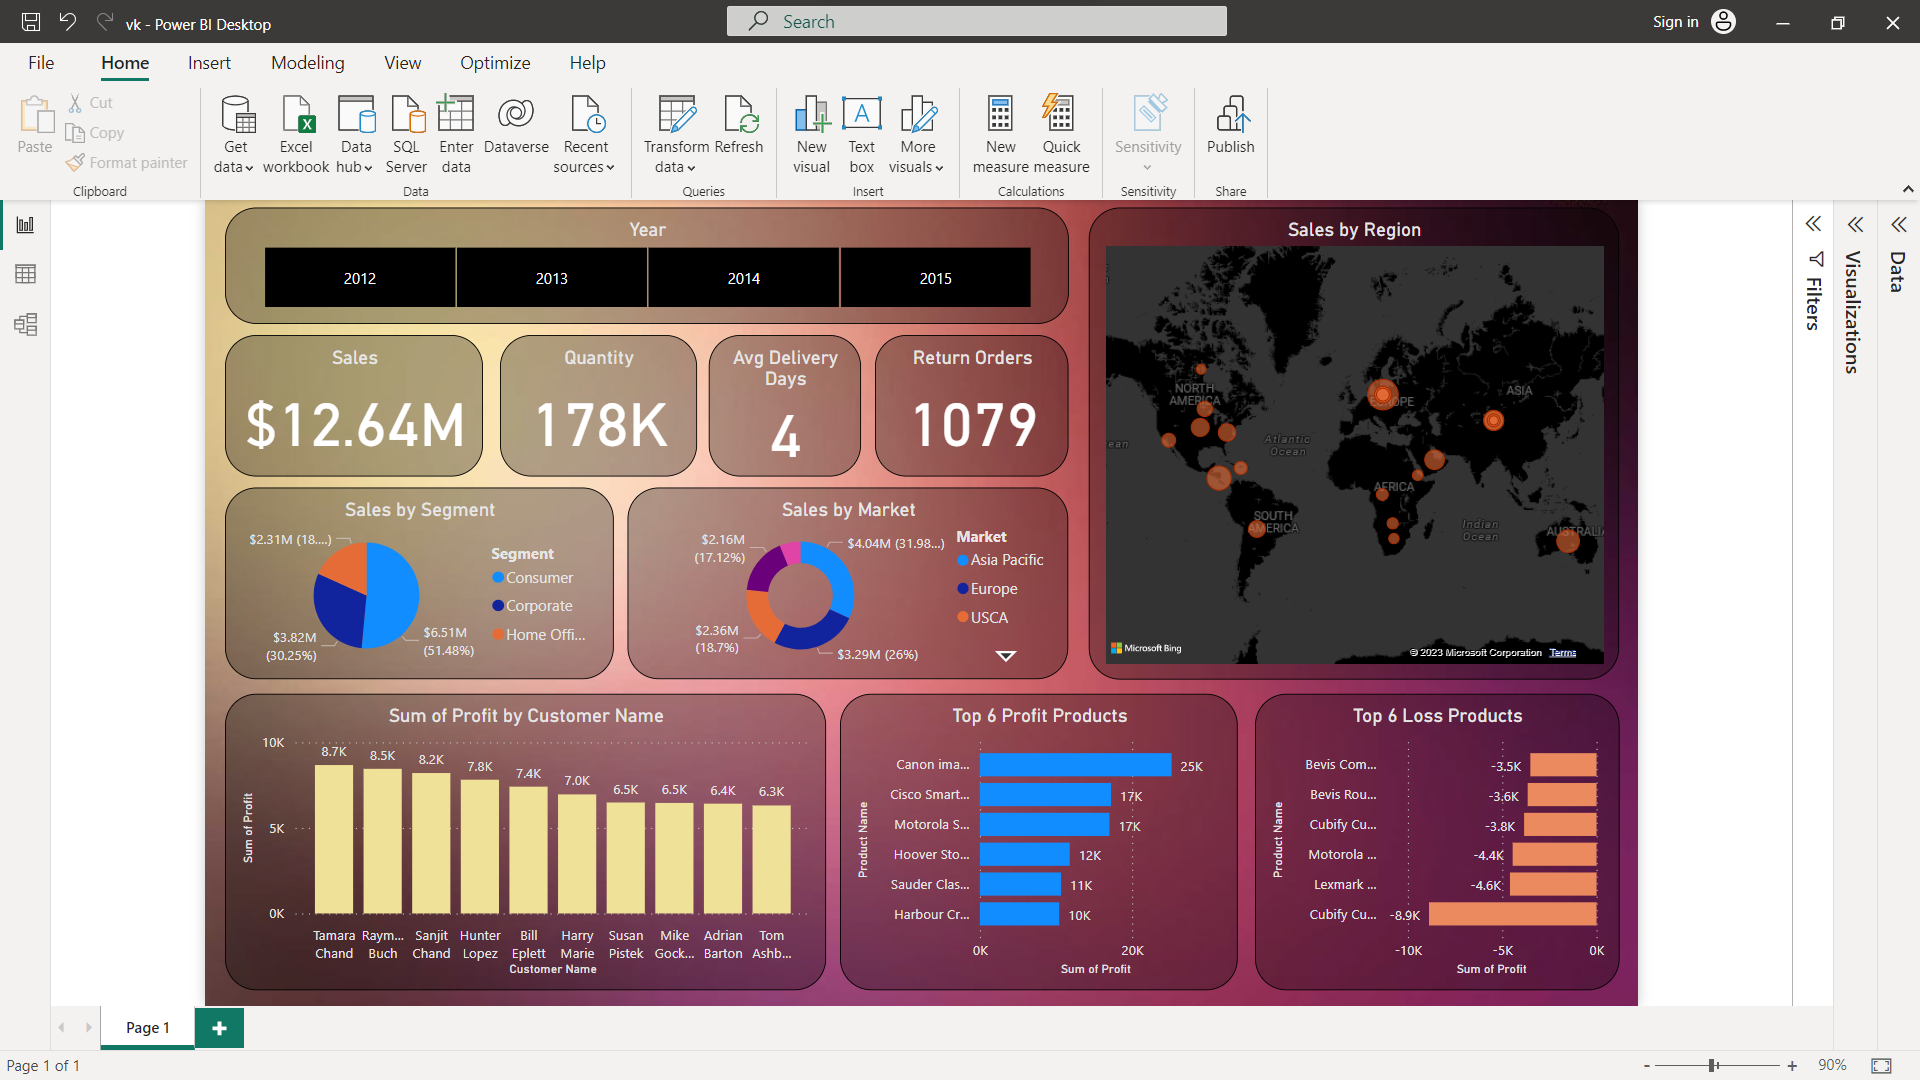 vk - Power BI Desktop
Search
Sign in
File
Home
Insert
Modeling
View
Optimize
Help
Paste
Cut
Copy
Format painter
Clipboard
Get data
Excel workbook
Data hub
SQL Server
Enter data
Dataverse
Recent sources
Data
Transform data
Refresh
Queries
New visual
Text box
More visuals
Insert
New measure
Quick measure
Calculations
Sensitivity
Sensitivity
Publish
Share
Year
2012
2013
2014
2015
Sales
$12.64M
Quantity
178K
Avg Delivery
Days
4
Return Orders
1079
Sales by Segment
$2.31M (18....)
$3.82M
(30.25%)
$6.51M
(51.48%)
Segment
Consumer
Corporate
Home Offi...
Sales by Market
$2.16M
(17.12%)
$4.04M (31.98...)
$2.36M
(18.7%)
$3.29M (26%)
Market
Asia Pacific
Europe
USCA
Sales by Region
NORTH
AMERICA
EUROPE
ASIA
Atlantic
Ocean
AFRICA
SOUTH
AMERICA
Indian
Ocean
AUSTRALI
ean
Microsoft Bing
© 2023 Microsoft Corporation Terms
Sum of Profit by Customer Name
Sum of Profit
10K
5K
0K
8.7K
8.5K
8.2K
7.8K
7.4K
7.0K
6.5K
6.5K
6.4K
6.3K
Tamara Chand
Raym... Buch
Sanjit Chand
Hunter Lopez
Bill Eplett
Harry Marie
Susan Pistek
Mike Gock...
Adrian Barton
Tom Ashb...
Customer Name
Top 6 Profit Products
Product Name
Canon ima... 25K
Cisco Smart... 17K
Motorola S... 17K
Hoover Sto... 12K
Sauder Clas... 11K
Harbour Cr... 10K
0K 20K
Sum of Profit
Top 6 Loss Products
Product Name
Bevis Com... -3.5K
Bevis Rou... -3.6K
Cubify Cu... -3.8K
Motorola ... -4.4K
Lexmark ... -4.6K
Cubify Cu... -8.9K
-10K -5K 0K
Sum of Profit
Filters
Visualizations
Data
Page 1
Page 1 of 1
- + 90%